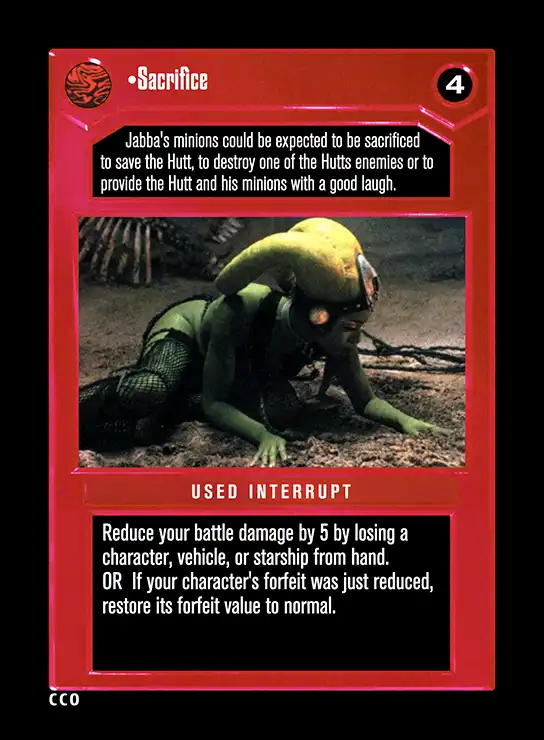 •Sacrifice
4
Jabba's minions could be expected to be sacrificed
to save the Hutt, to destroy one of the Hutts enemies or to
provide the Hutt and his minions with a good laugh.
USED INTERRUPT
Reduce your battle damage by 5 by losing a
character, vehicle, or starship from hand.
OR If your character's forfeit was just reduced,
restore its forfeit value to normal.
CCO